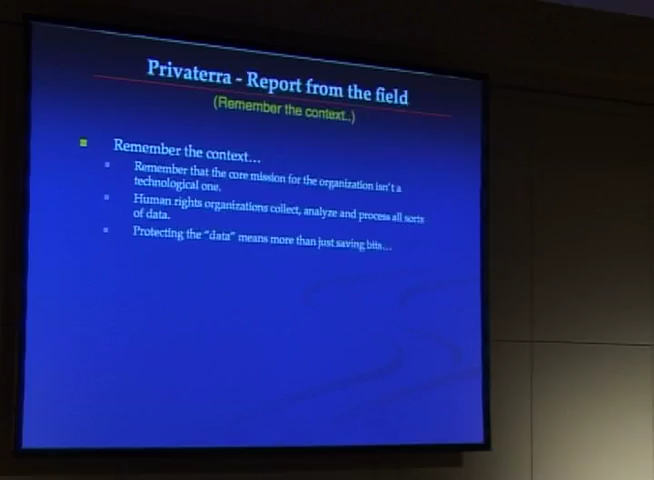 Privaterra - Report from the field
(Remember the context..)
Remember the context…
Remember that the core mission for the organization isn't a
technological one.
Human rights organizations collect, analyze and process all sorts
of data.
Protecting the "data" means more than just saving bits…